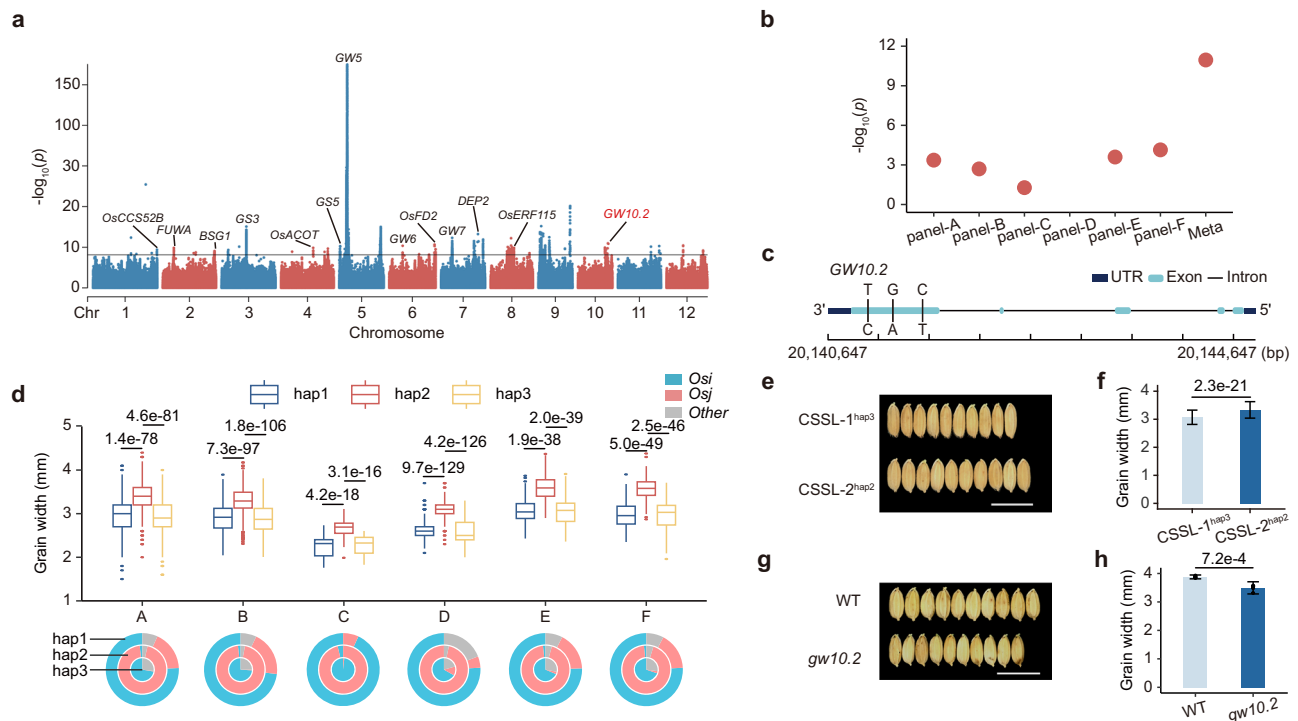 a
-log10(p)
150
100
30
20
10
0
GW5
OsCCS52B
FUWA
BSG1
GS3
OsACOT
GS5
GW6
OsFD2
GW7
DEP2
OsERF115
GW10.2
Chr 1 2 3 4 5 6 7 8 9 10 11 12
Chromosome
b
-log10(p)
12
9
6
3
0
panel-A panel-B panel-C panel-D panel-E panel-F Meta
c
GW10.2
UTR Exon Intron
T G C
3' 5'
C A T
20,140,647 20,144,647 (bp)
d
hap1 hap2 hap3
Osi
Osj
Other
Grain width (mm)
5
4
3
2
1
4.6e-81
1.4e-78
1.8e-106
7.3e-97
3.1e-16
4.2e-18
4.2e-126
9.7e-129
2.0e-39
1.9e-38
2.5e-46
5.0e-49
A B C D E F
hap1
hap2
hap3
e
CSSL-1hap3
CSSL-2hap2
f
Grain width (mm)
2.3e-21
4
3
2
1
0
CSSL-1hap3 CSSL-2hap2
g
WT
gw10.2
h
Grain width (mm)
7.2e-4
4
2
0
WT gw10.2